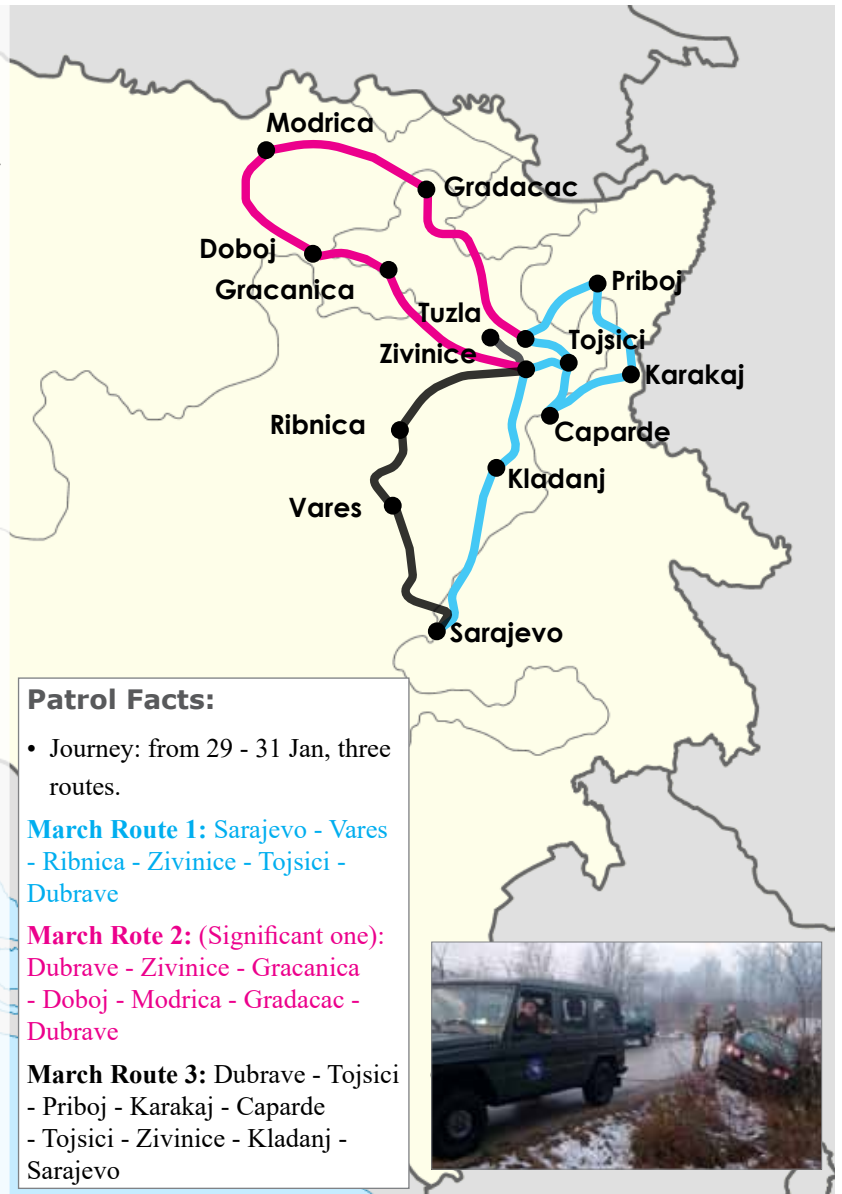 Modrica
Gradacac
Doboj
Gracanica
Priboj
Tuzla
Tojsici
Zivinice
Karakaj
Ribnica
Caparde
Kladanj
Vares
Sarajevo
Patrol Facts:
• Journey: from 29 - 31 Jan, three
routes.
March Route 1: Sarajevo - Vares
- Ribnica - Zivinice - Tojsici -
Dubrave
March Rote 2: (Significant one):
Dubrave - Zivinice - Gracanica
- Doboj - Modrica - Gradacac -
Dubrave
March Route 3: Dubrave - Tojsici
- Priboj - Karakaj - Caparde
- Tojsici - Zivinice - Kladanj -
Sarajevo